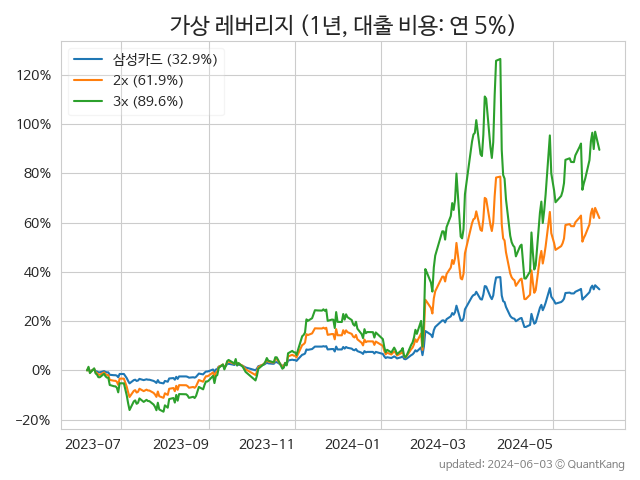 가상 레버리지 (1년, 대출 비용: 연 5%)
삼성카드 (32.9%)
2x (61.9%)
3x (89.6%)
120%
100%
80%
60%
40%
20%
0%
−20%
2023-07 2023-09 2023-11 2024-01 2024-03 2024-05
updated: 2024-06-03 © QuantKang